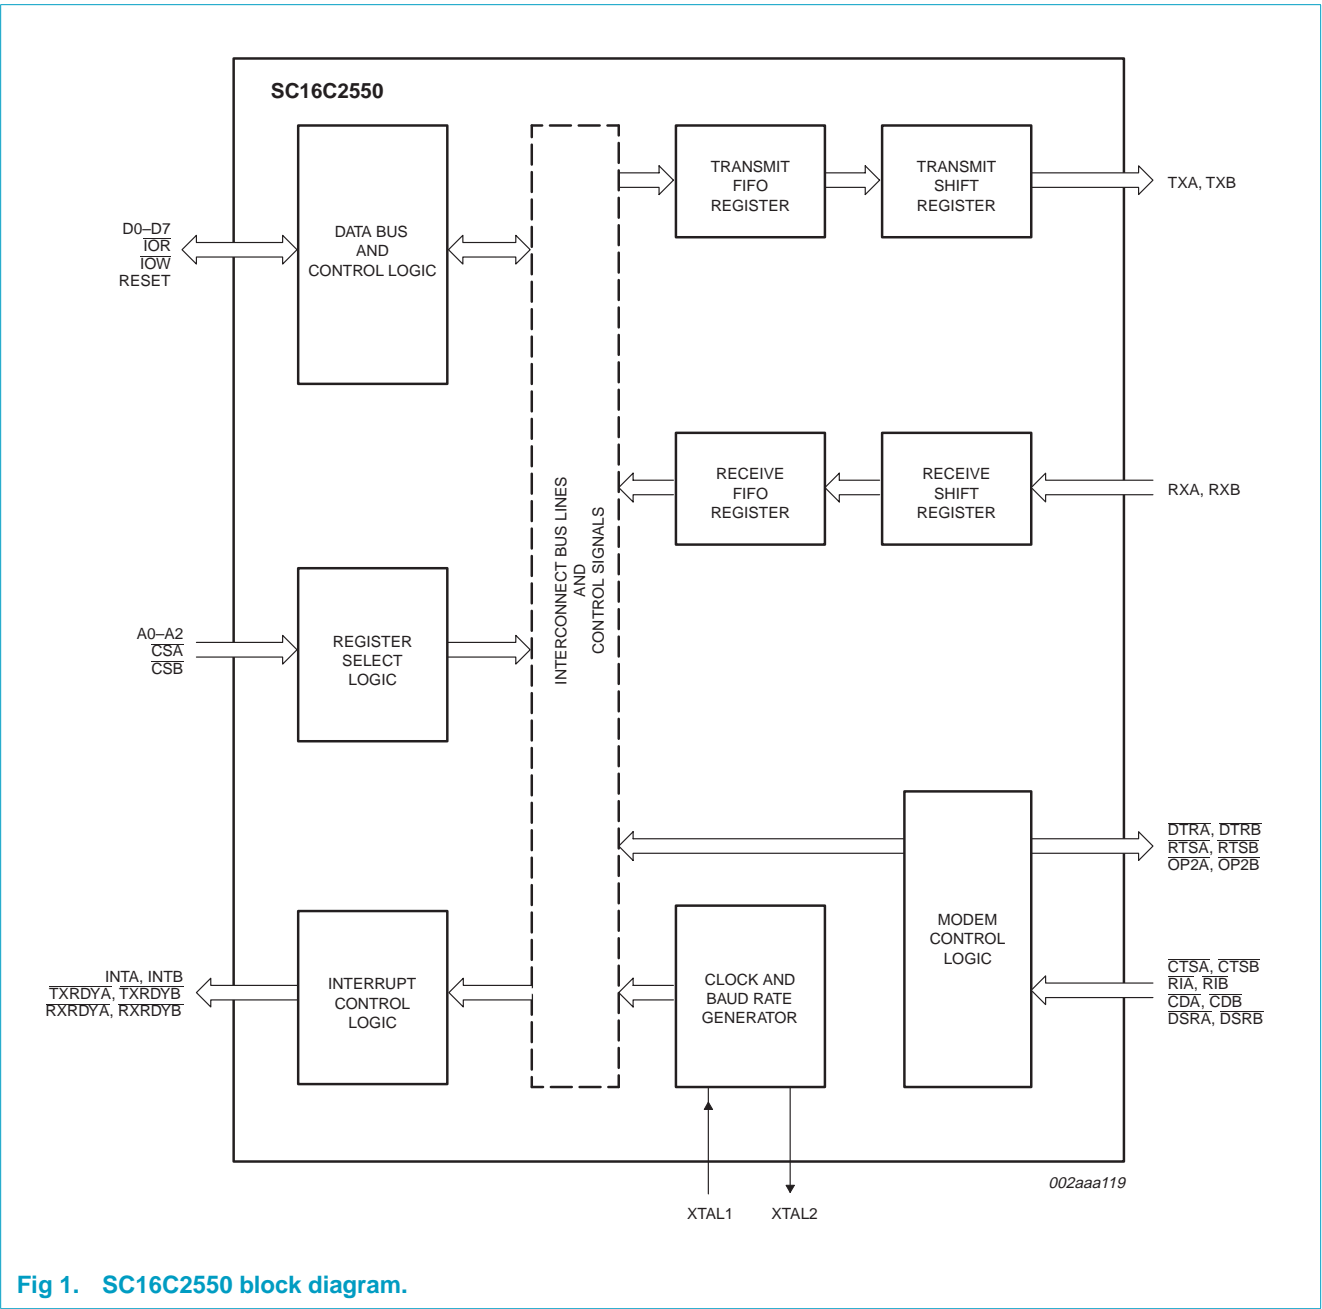 SC16C2550
D0–D7
IOR
IOW
RESET
DATA BUS
AND
CONTROL LOGIC
TRANSMIT
FIFO
REGISTER
TRANSMIT
SHIFT
REGISTER
TXA, TXB
INTERCONNECT BUS LINES
AND
CONTROL SIGNALS
RECEIVE
FIFO
REGISTER
RECEIVE
SHIFT
REGISTER
RXA, RXB
A0–A2
CSA
CSB
REGISTER
SELECT
LOGIC
DTRA, DTRB
RTSA, RTSB
OP2A, OP2B
MODEM
CONTROL
LOGIC
CTSA, CTSB
RIA, RIB
CDA, CDB
DSRA, DSRB
INTA, INTB
TXRDYA, TXRDYB
RXRDYA, RXRDYB
INTERRUPT
CONTROL
LOGIC
CLOCK AND
BAUD RATE
GENERATOR
XTAL1
XTAL2
002aaa119
Fig 1. SC16C2550 block diagram.